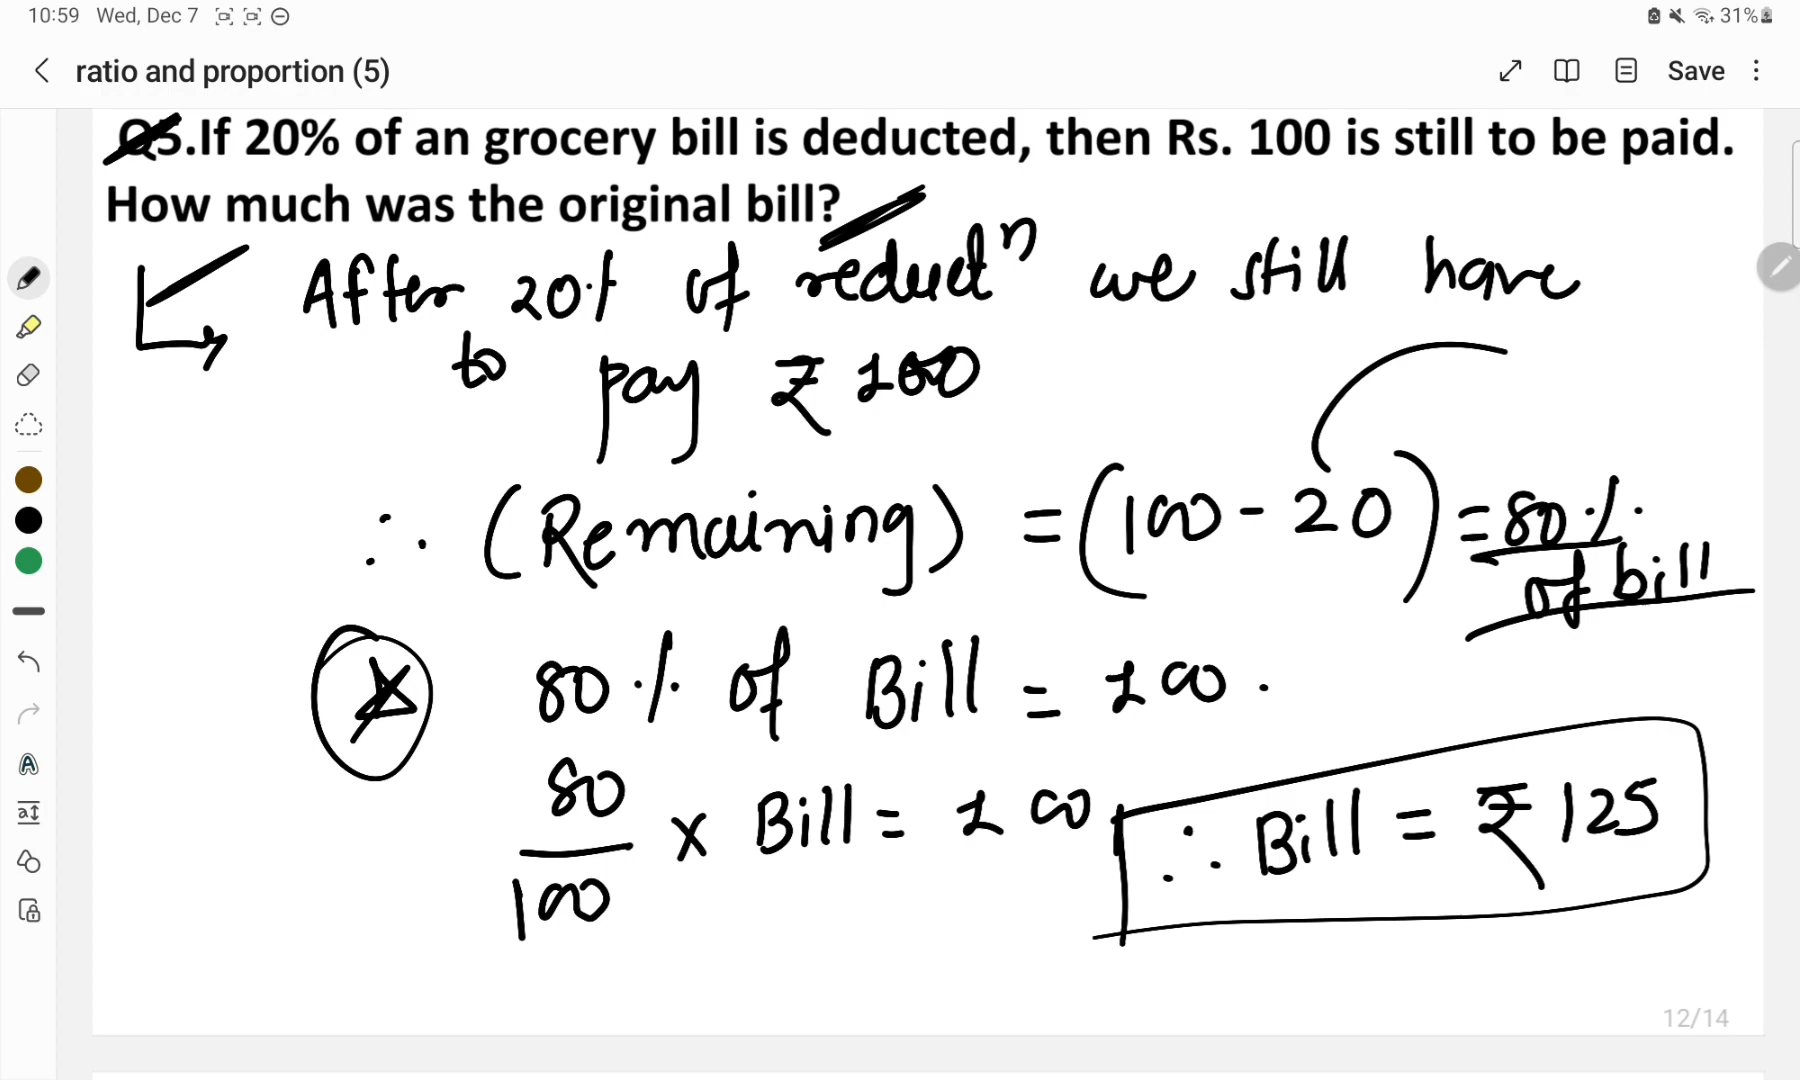 10:59 Wed, Dec 7 31%
ratio and proportion (5) Save
Q5.If 20% of an grocery bill is deducted, then Rs. 100 is still to be paid.
How much was the original bill?
After 20% of reductⁿ we still have
to pay ₹ 100
∴ (Remaining) = (100 - 20) = 80%
of bill
80% of Bill = 100.
80
100
x Bill = 100
∴ Bill = ₹ 125
12/14